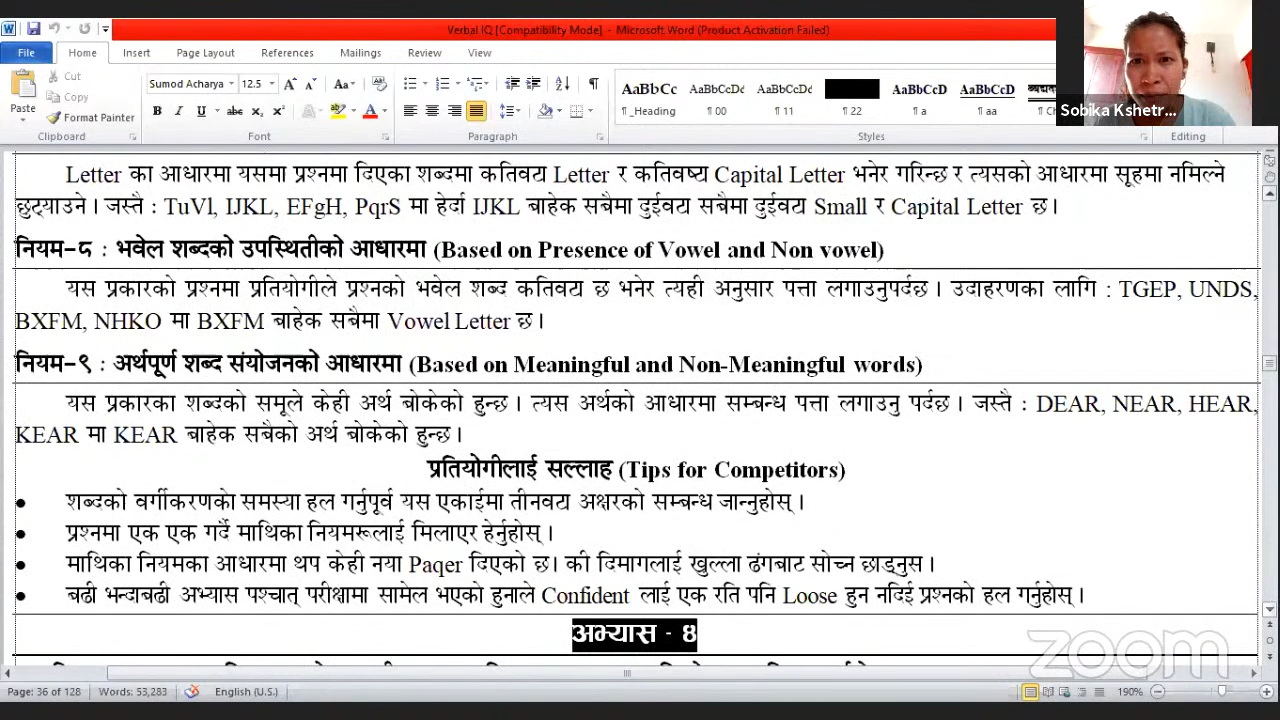 Verbal IQ [Compatibility Mode] - Microsoft Word (Product Activation Failed)
File Home Insert Page Layout References Mailings Review View
Cut
Copy
Format Painter
Paste
Sumod Acharya 12.5
AaBbCc AaBbCcDc AaBbCcDd AaBbCcD AaBbCcD
¶_Heading ¶ 00 ¶ 11 ¶ 22 ¶ a ¶ aa
Clipboard Font Paragraph Styles Editing
Sobika Kshetr...
Letter का आधारमा यसमा प्रश्नमा दिएका शब्दमा कतिवटा Letter र कतिवष्टा Capital Letter भनेर गरिन्छ र त्यसको आधारमा सूहमा नमिल्ने
छुट्याउने। जस्तै : TuVl, IJKL, EFgH, PqrS मा हेर्दा IJKL बाहेक सबैमा दुईवटा सबैमा दुईवटा Small र Capital Letter छ।
नियम-८ : भवेल शब्दको उपस्थितीको आधारमा (Based on Presence of Vowel and Non vowel)
यस प्रकारको प्रश्नमा प्रतियोगीले प्रश्नको भवेल शब्द कतिवटा छ भनेर त्यही अनुसार पत्ता लगाउनुपर्दछ। उदाहरणका लागि : TGEP, UNDS,
BXFM, NHKO मा BXFM बाहेक सबैमा Vowel Letter छ।
नियम-९ : अर्थपूर्ण शब्द संयोजनको आधारमा (Based on Meaningful and Non-Meaningful words)
यस प्रकारका शब्दको समूले केही अर्थ बोकेको हुन्छ। त्यस अर्थको आधारमा सम्बन्ध पत्ता लगाउनु पर्दछ। जस्तै : DEAR, NEAR, HEAR,
KEAR मा KEAR बाहेक सबैको अर्थ बोकेको हुन्छ।
प्रतियोगीलाई सल्लाह (Tips for Competitors)
● शब्दको वर्गीकरणको समस्या हल गर्नुपूर्व यस एकाईमा तीनवटा अक्षरको सम्बन्ध जान्नुहोस्।
● प्रश्नमा एक एक गर्दै माथिका नियमरूलाई मिलाएर हेर्नुहोस्।
● माथिका नियमका आधारमा थप केही नया Paqer दिएको छ। की दिमागलाई खुल्ला ढंगबाट सोच्न छाड्नुस।
● बढी भन्दाबढी अभ्यास पश्चात् परीक्षामा सामेल भएको हुनाले Confident लाई एक रति पनि Loose हुन नदिई प्रश्नको हल गर्नुहोस्।
अभ्यास - ४
zoom
Page: 36 of 128 Words: 53,283 English (U.S.) 190%